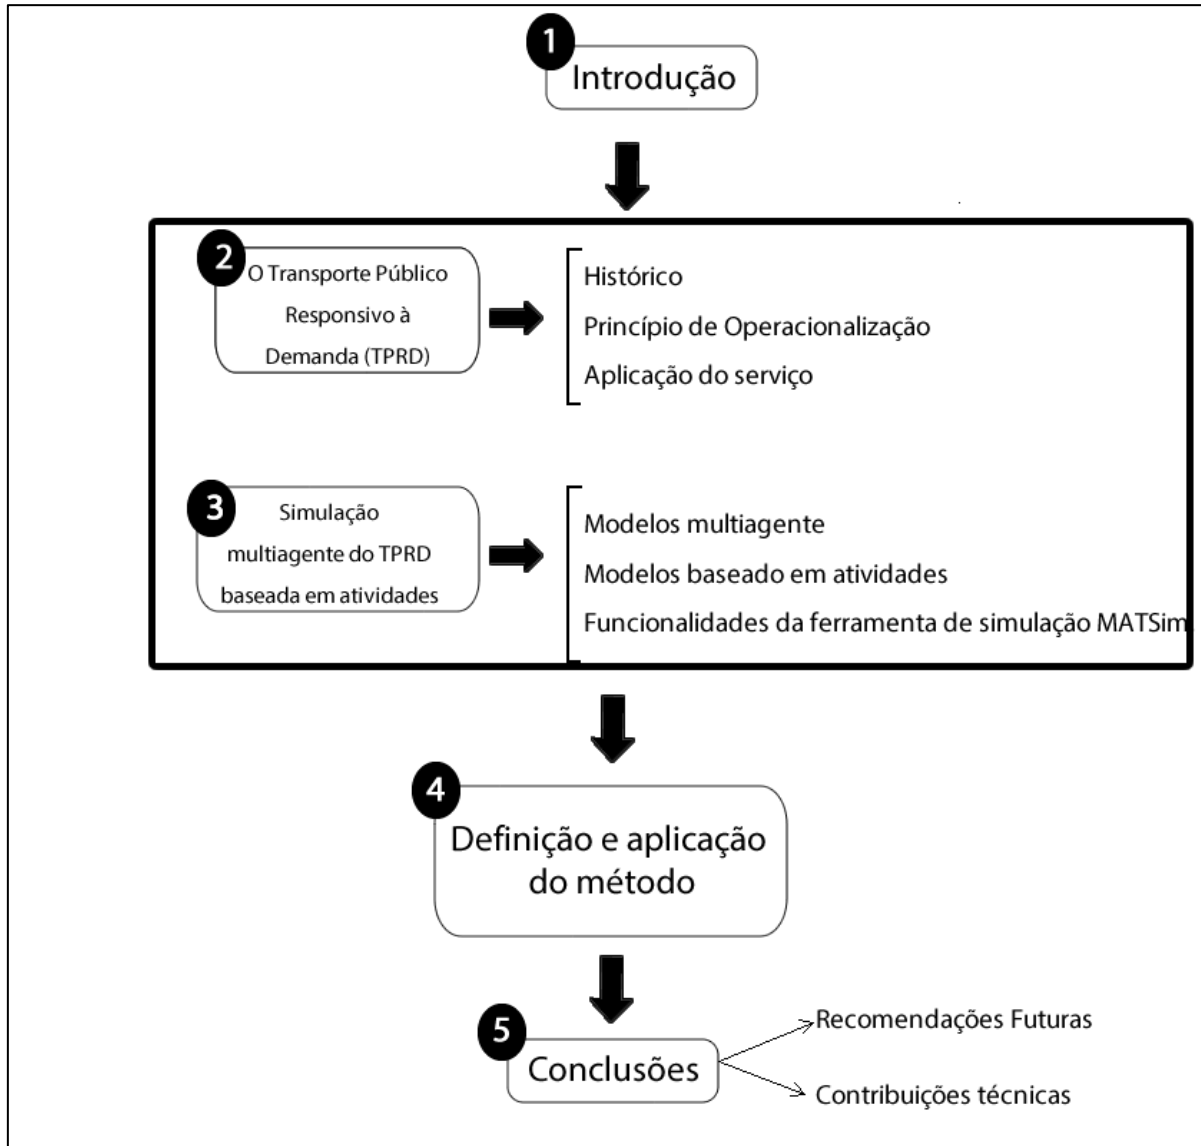 1
Introdução
2
O Transporte Público
Responsivo à
Demanda (TPRD)
Histórico
Princípio de Operacionalização
Aplicação do serviço
3
Simulação
multiagente do TPRD
baseada em atividades
Modelos multiagente
Modelos baseado em atividades
Funcionalidades da ferramenta de simulação MATSim.
4
Definição e aplicação
do método
5
Conclusões
Recomendações Futuras
Contribuições técnicas